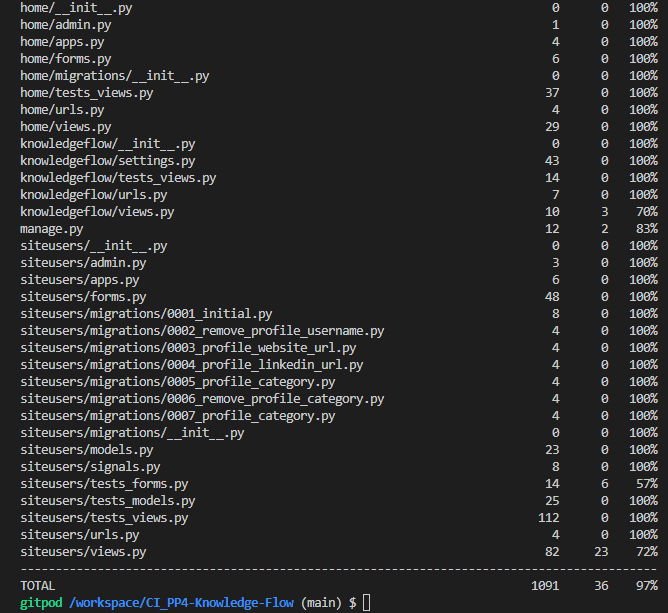 home/__init__.py 0 0 100%
home/admin.py 1 0 100%
home/apps.py 4 0 100%
home/forms.py 6 0 100%
home/migrations/__init__.py 0 0 100%
home/tests_views.py 37 0 100%
home/urls.py 4 0 100%
home/views.py 29 0 100%
knowledgeflow/__init__.py 0 0 100%
knowledgeflow/settings.py 43 0 100%
knowledgeflow/tests_views.py 14 0 100%
knowledgeflow/urls.py 7 0 100%
knowledgeflow/views.py 10 3 70%
manage.py 12 2 83%
siteusers/__init__.py 0 0 100%
siteusers/admin.py 3 0 100%
siteusers/apps.py 6 0 100%
siteusers/forms.py 48 0 100%
siteusers/migrations/0001_initial.py 8 0 100%
siteusers/migrations/0002_remove_profile_username.py 4 0 100%
siteusers/migrations/0003_profile_website_url.py 4 0 100%
siteusers/migrations/0004_profile_linkedin_url.py 4 0 100%
siteusers/migrations/0005_profile_category.py 4 0 100%
siteusers/migrations/0006_remove_profile_category.py 4 0 100%
siteusers/migrations/0007_profile_category.py 4 0 100%
siteusers/migrations/__init__.py 0 0 100%
siteusers/models.py 23 0 100%
siteusers/signals.py 8 0 100%
siteusers/tests_forms.py 14 6 57%
siteusers/tests_models.py 25 0 100%
siteusers/tests_views.py 112 0 100%
siteusers/urls.py 4 0 100%
siteusers/views.py 82 23 72%
--------------------------------------------------------------------------------
TOTAL 1091 36 97%
gitpod /workspace/CI_PP4-Knowledge-Flow (main) $